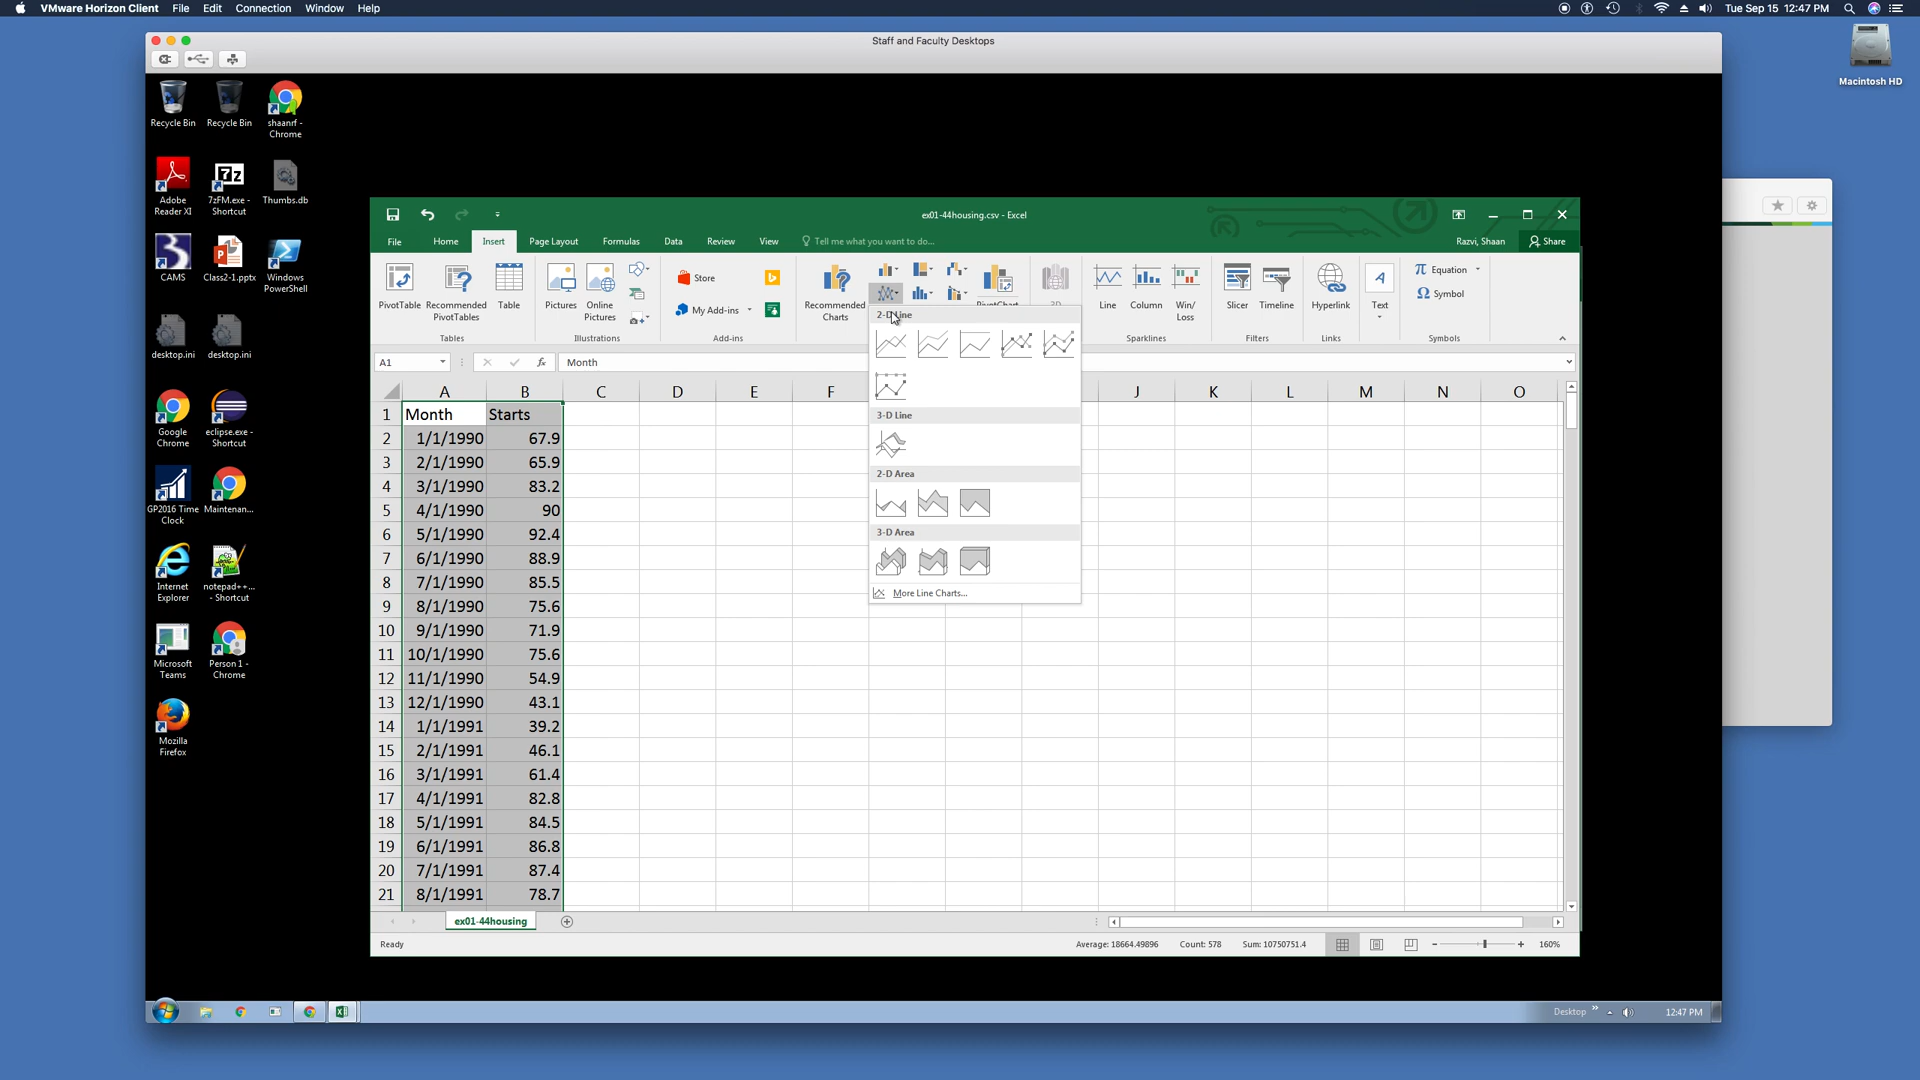 VMware Horizon Client File Edit Connection Window Help Tue Sep 15 12:47 PM
Staff and Faculty Desktops
Macintosh HD
Recycle Bin Recycle Bin shaanrf - Chrome
Adobe Reader XI 7zFM.exe - Shortcut Thumbs.db
CAMS Class2-1.pptx Windows PowerShell
desktop.ini desktop.ini
Google Chrome eclipse.exe - Shortcut
GP2016 Time Clock Maintenan...
Internet Explorer notepad++... - Shortcut
Microsoft Teams Person 1 - Chrome
Mozilla Firefox
ex01-44housing.csv - Excel
File Home Insert Page Layout Formulas Data Review View Tell me what you want to do... Razvi, Shaan Share
PivotTable Recommended PivotTables Table
Tables
Pictures Online Pictures
Illustrations
Store
My Add-ins
Add-ins
Recommended Charts
Line Column Win/Loss
Sparklines
Slicer Timeline
Filters
Hyperlink
Links
Text
Equation
Symbol
Symbols
2-D Line
3-D Line
2-D Area
3-D Area
More Line Charts...
A1 fx Month
A B C D E F J K L M N O
1 Month Starts
2 1/1/1990 67.9
3 2/1/1990 65.9
4 3/1/1990 83.2
5 4/1/1990 90
6 5/1/1990 92.4
7 6/1/1990 88.9
8 7/1/1990 85.5
9 8/1/1990 75.6
10 9/1/1990 71.9
11 10/1/1990 75.6
12 11/1/1990 54.9
13 12/1/1990 43.1
14 1/1/1991 39.2
15 2/1/1991 46.1
16 3/1/1991 61.4
17 4/1/1991 82.8
18 5/1/1991 84.5
19 6/1/1991 86.8
20 7/1/1991 87.4
21 8/1/1991 78.7
ex01-44housing
Ready Average: 18664.49896 Count: 578 Sum: 10750751.4 160%
Desktop 12:47 PM